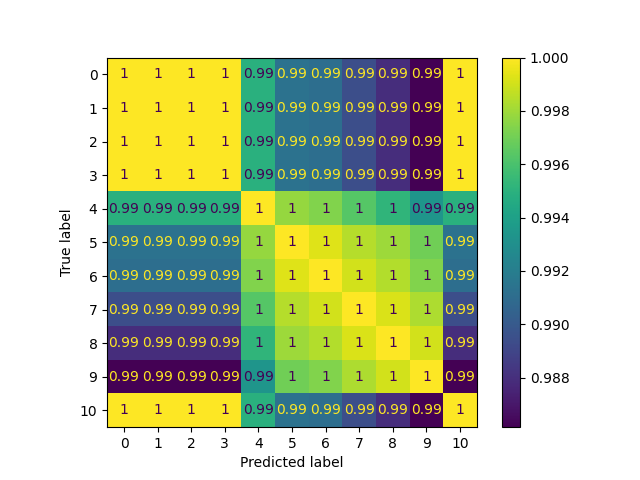 0 1 1 1 1 0.99 0.99 0.99 0.99 0.99 0.99 1
1 1 1 1 1 0.99 0.99 0.99 0.99 0.99 0.99 1
2 1 1 1 1 0.99 0.99 0.99 0.99 0.99 0.99 1
3 1 1 1 1 0.99 0.99 0.99 0.99 0.99 0.99 1
4 0.99 0.99 0.99 0.99 1 1 1 1 1 0.99 0.99
5 0.99 0.99 0.99 0.99 1 1 1 1 1 1 0.99
6 0.99 0.99 0.99 0.99 1 1 1 1 1 1 0.99
7 0.99 0.99 0.99 0.99 1 1 1 1 1 1 0.99
8 0.99 0.99 0.99 0.99 1 1 1 1 1 1 0.99
9 0.99 0.99 0.99 0.99 0.99 1 1 1 1 1 0.99
10 1 1 1 1 0.99 0.99 0.99 0.99 0.99 0.99 1
0 1 2 3 4 5 6 7 8 9 10
Predicted label
True label
1.000
0.998
0.996
0.994
0.992
0.990
0.988